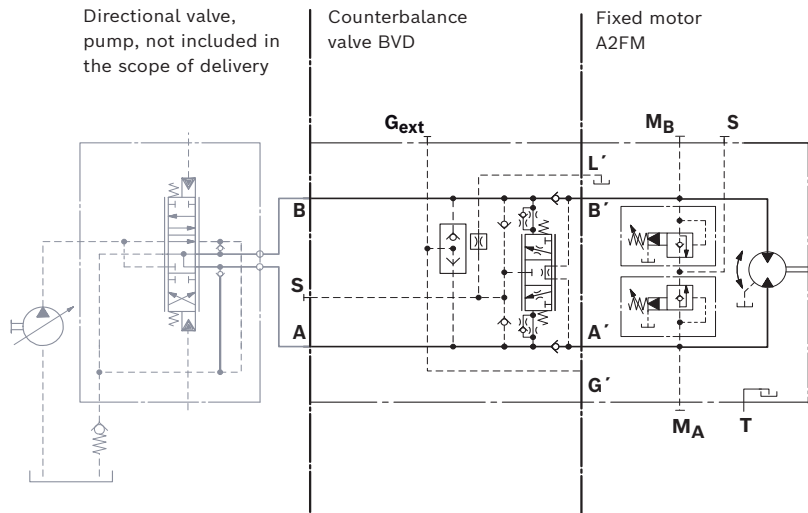 Directional valve,
pump, not included in
the scope of delivery
Counterbalance
valve BVD
Fixed motor
A2FM
Gext
MB
S
L´
B
B´
S
A
A´
G´
MA
T